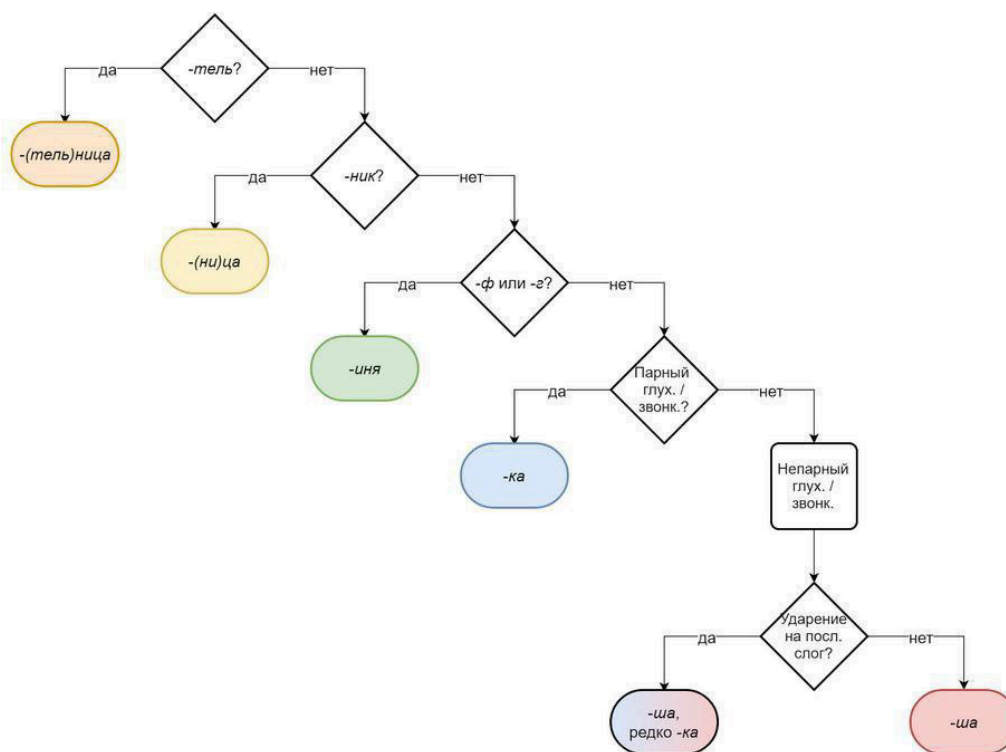 -тель?
да
нет
-(тель)ница
-ник?
да
нет
-(ни)ца
-ф или -г?
да
нет
-иня
Парный
глух. /
звонк.?
да
нет
-ка
Непарный
глух. /
звонк.
Ударение
на посл.
слог?
да
нет
-ша,
редко -ка
-ша